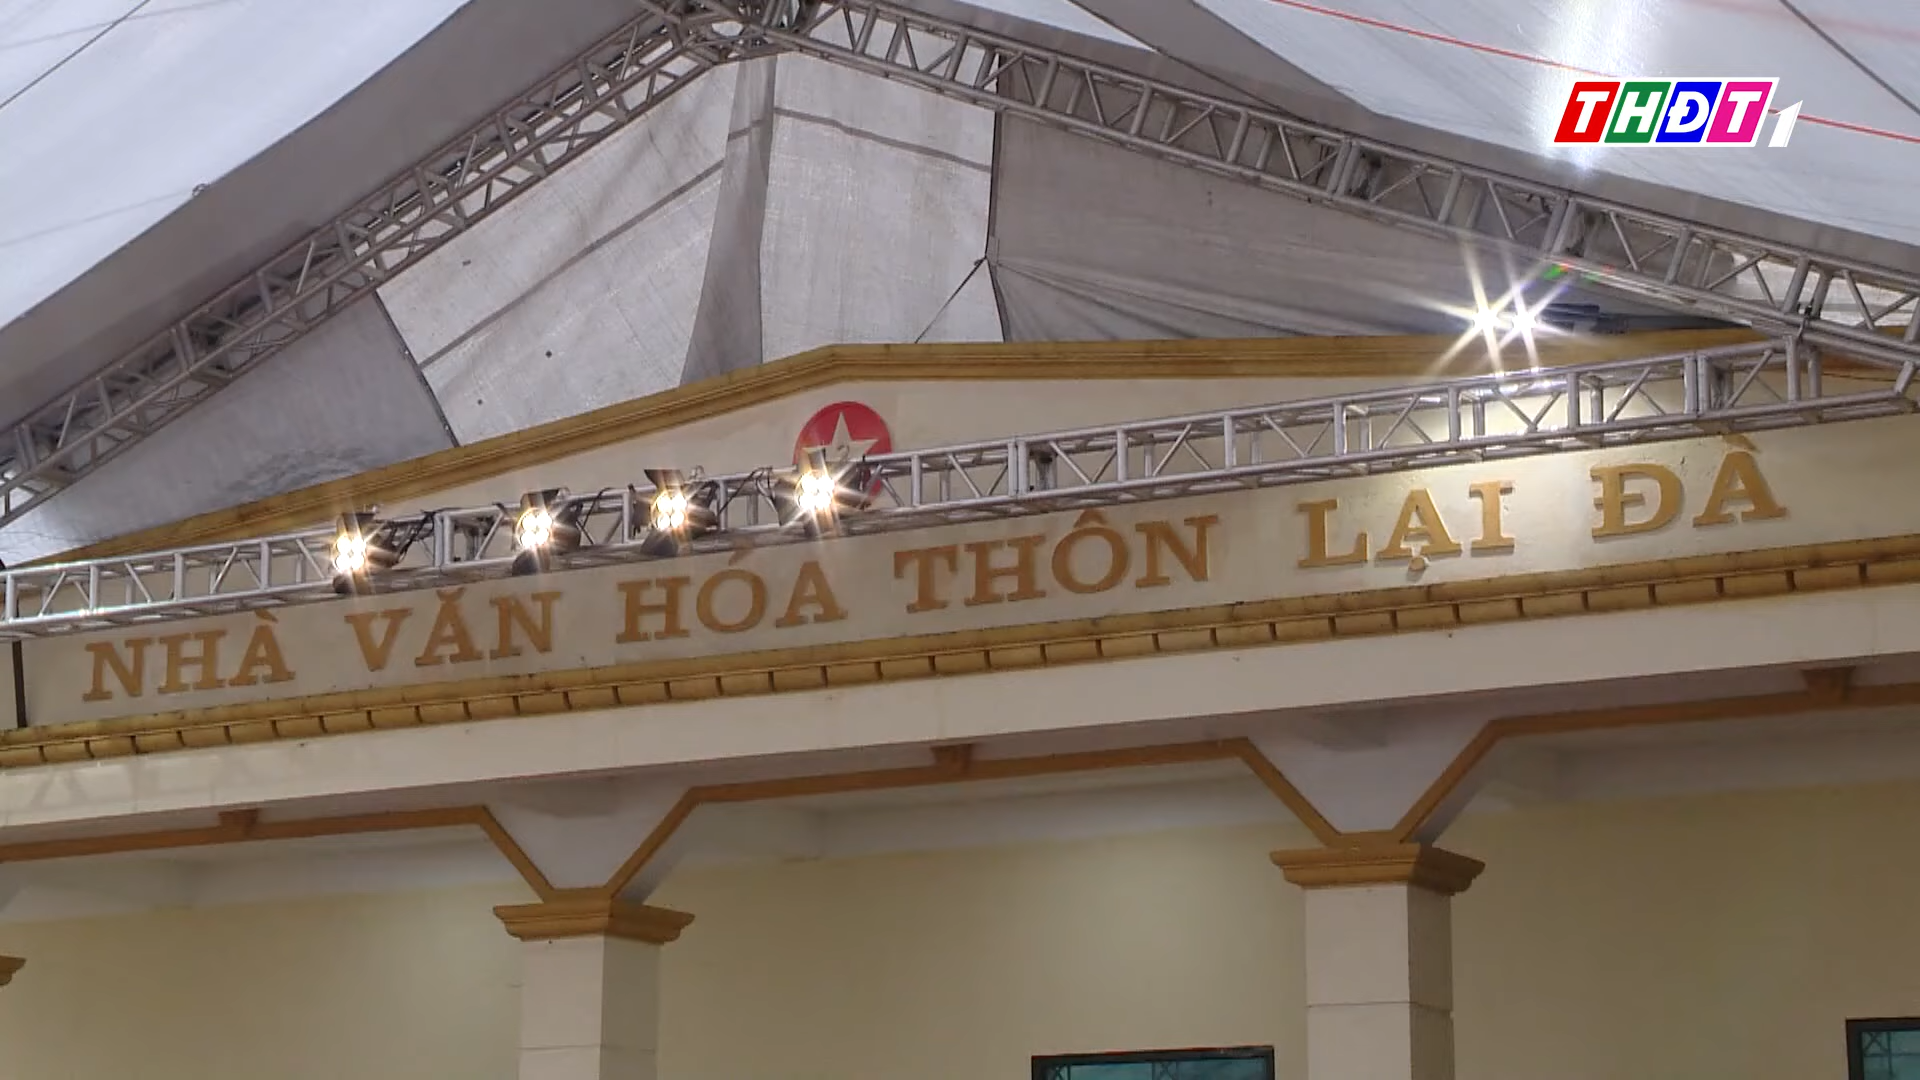 THĐT1
NHÀ VĂN HÓA THÔN LẠI ĐÀ